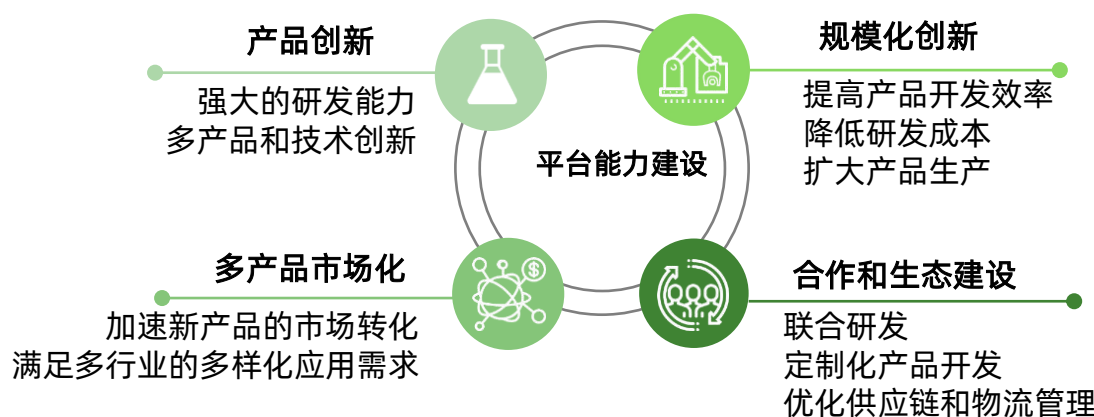 产品创新
强大的研发能力
多产品和技术创新
规模化创新
提高产品开发效率
降低研发成本
扩大产品生产
平台能力建设
多产品市场化
加速新产品的市场转化
满足多行业的多样化应用需求
$
合作和生态建设
联合研发
定制化产品开发
优化供应链和物流管理